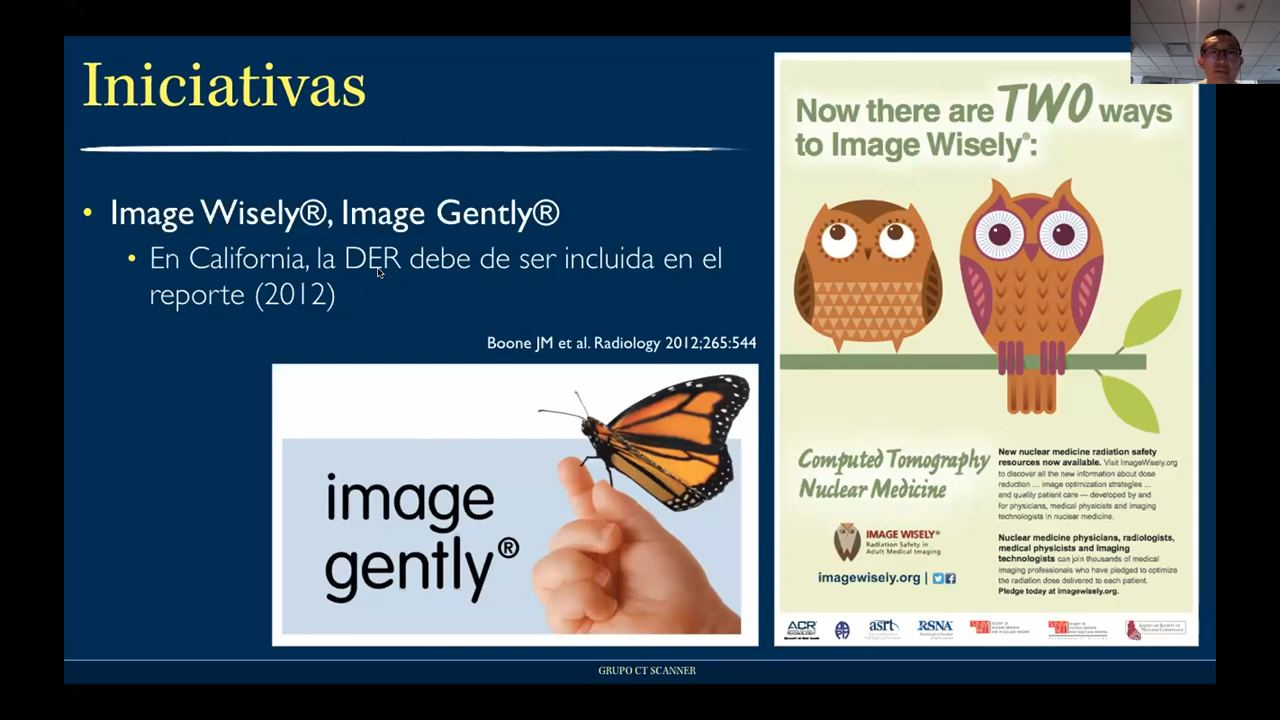 Iniciativas
• Image Wisely®, Image Gently®
• En California, la DER debe de ser incluida en el
reporte (2012)
Boone JM et al. Radiology 2012;265:544
image
gently®
Now there are TWO ways
to Image Wisely®:
Computed Tomography
Nuclear Medicine
IMAGE WISELY®
Radiation Safety in
Adult Medical Imaging
imagewisely.org |
New nuclear medicine radiation safety
resources now available. Visit ImageWisely.org
to discover all the new information about dose
reduction ... image optimization strategies ...
and quality patient care — developed by and
for physicians, medical physicists and imaging
technologists in nuclear medicine.
Nuclear medicine physicians, radiologists,
medical physicists and imaging
technologists can join thousands of medical
imaging professionals who have pledged to optimize
the radiation dose delivered to each patient.
Pledge today at imagewisely.org.
ACR
RADIOLOGY
asrt
RSNA
GRUPO CT SCANNER